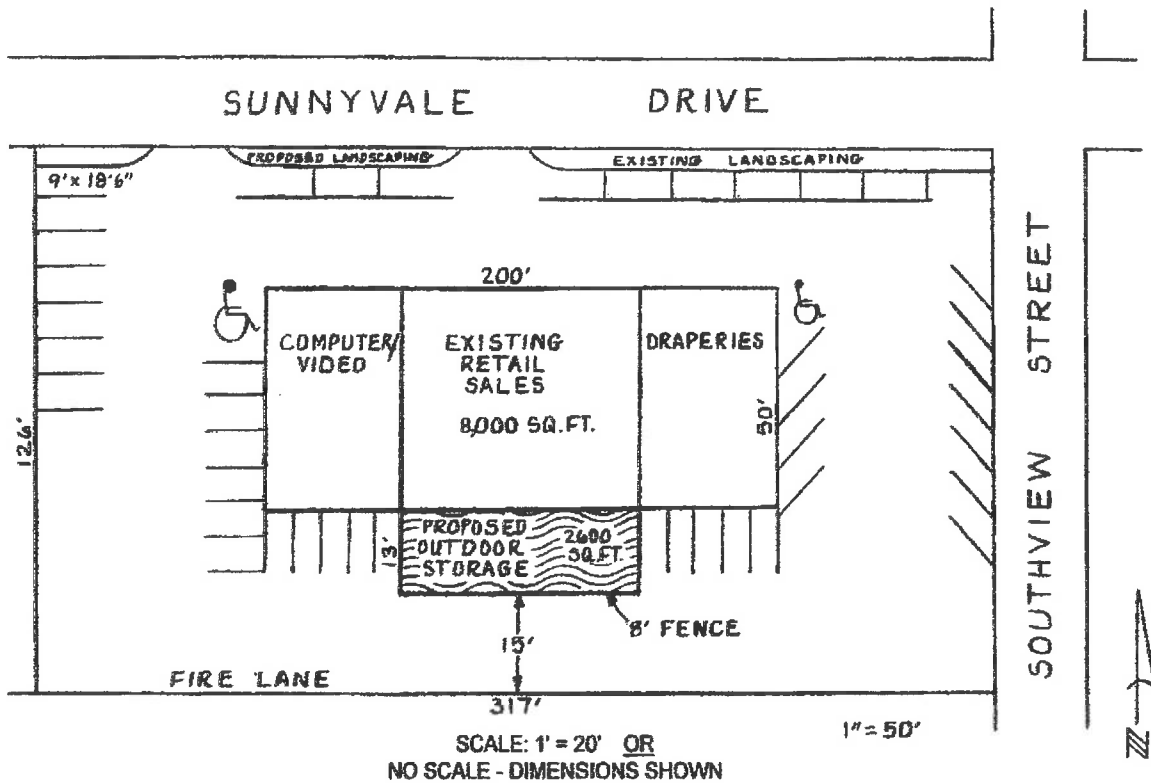 SUNNYVALE DRIVE
PROPOSED LANDSCAPING
EXISTING LANDSCAPING
9' x 18'6"
200'
COMPUTER/
VIDEO
EXISTING
RETAIL
SALES
8,000 SQ.FT.
DRAPERIES
50'
126'
SOUTHVIEW STREET
PROPOSED
OUTDOOR
STORAGE
2600
SQ.FT.
13'
8' FENCE
15'
FIRE LANE
317'
1" = 50'
SCALE: 1' = 20' OR
NO SCALE - DIMENSIONS SHOWN
N